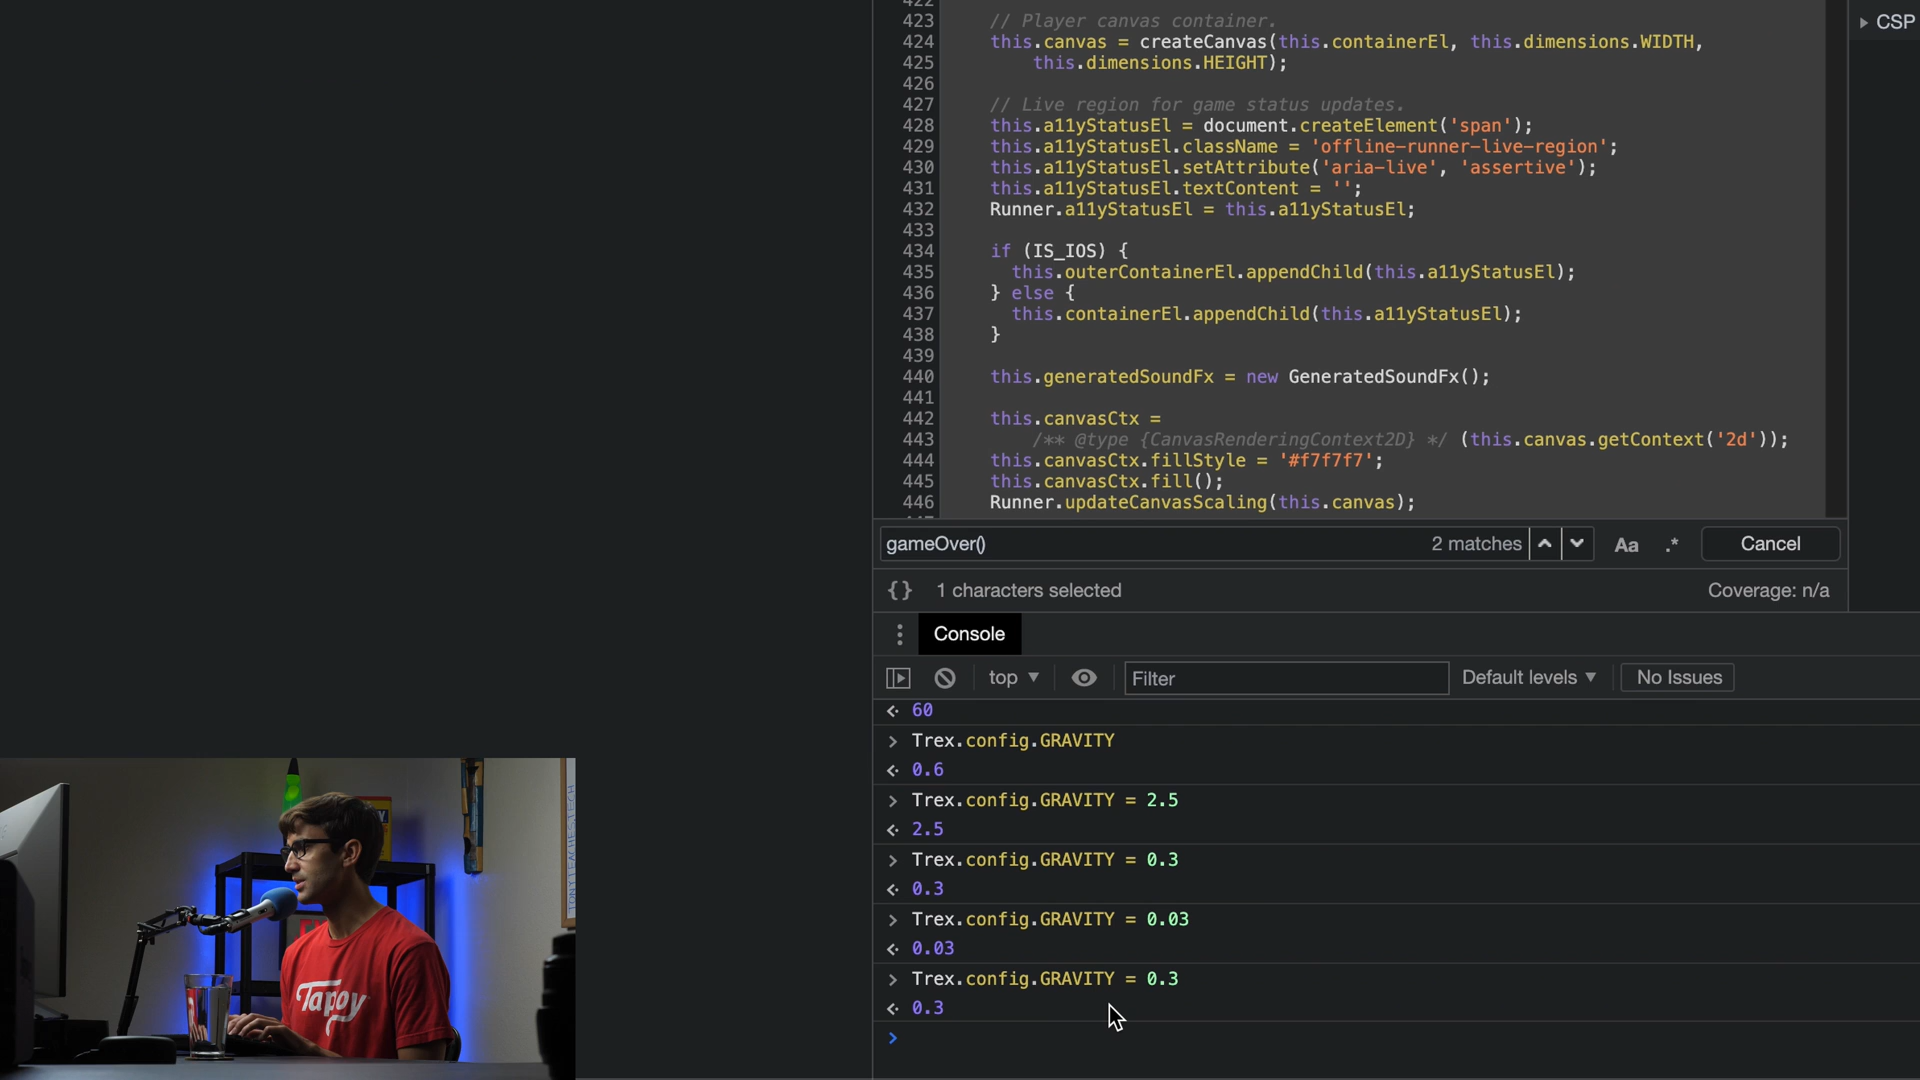 422
423 // Player canvas container.
424 this.canvas = createCanvas(this.containerEl, this.dimensions.WIDTH,
425 this.dimensions.HEIGHT);
426
427 // Live region for game status updates.
428 this.a11yStatusEl = document.createElement('span');
429 this.a11yStatusEl.className = 'offline-runner-live-region';
430 this.a11yStatusEl.setAttribute('aria-live', 'assertive');
431 this.a11yStatusEl.textContent = '';
432 Runner.a11yStatusEl = this.a11yStatusEl;
433
434 if (IS_IOS) {
435 this.outerContainerEl.appendChild(this.a11yStatusEl);
436 } else {
437 this.containerEl.appendChild(this.a11yStatusEl);
438 }
439
440 this.generatedSoundFx = new GeneratedSoundFx();
441
442 this.canvasCtx =
443 /** @type {CanvasRenderingContext2D} */ (this.canvas.getContext('2d'));
444 this.canvasCtx.fillStyle = '#f7f7f7';
445 this.canvasCtx.fill();
446 Runner.updateCanvasScaling(this.canvas);
CSP
gameOver() 2 matches Aa .* Cancel
{} 1 characters selected Coverage: n/a
Console
top Filter Default levels No Issues
60
> Trex.config.GRAVITY
0.6
> Trex.config.GRAVITY = 2.5
2.5
> Trex.config.GRAVITY = 0.3
0.3
> Trex.config.GRAVITY = 0.03
0.03
> Trex.config.GRAVITY = 0.3
0.3
>
TONYTEACHES.TECH
Tapoy